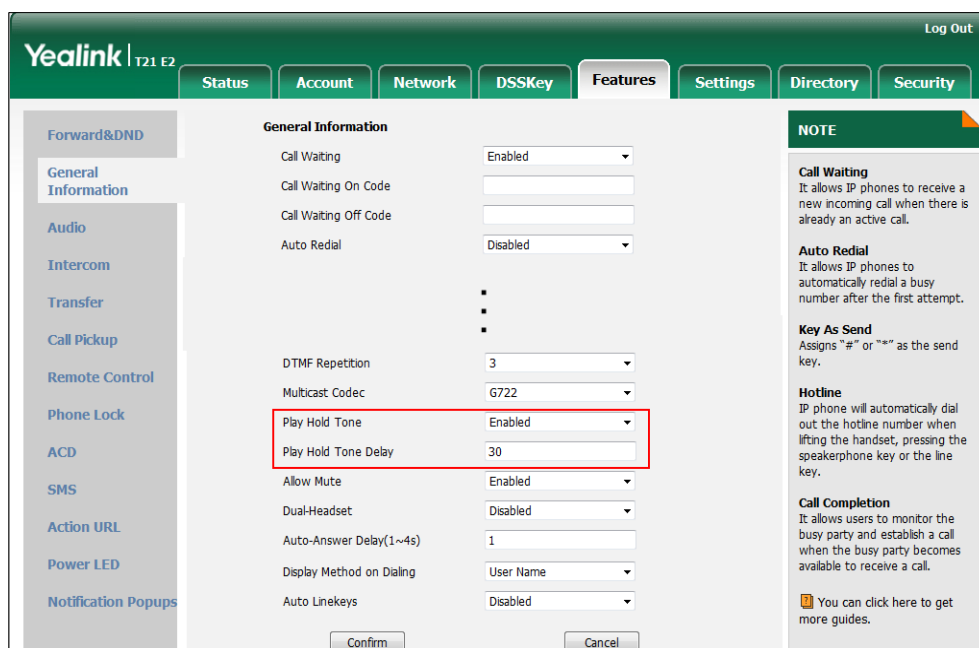 Log Out
Yealink | T21 E2
Status Account Network DSSKey Features Settings Directory Security
Forward&DND
General
Information
Audio
Intercom
Transfer
Call Pickup
Remote Control
Phone Lock
ACD
SMS
Action URL
Power LED
Notification Popups
General Information
Call Waiting Enabled
Call Waiting On Code
Call Waiting Off Code
Auto Redial Disabled
DTMF Repetition 3
Multicast Codec G722
Play Hold Tone Enabled
Play Hold Tone Delay 30
Allow Mute Enabled
Dual-Headset Disabled
Auto-Answer Delay(1~4s) 1
Display Method on Dialing User Name
Auto Linekeys Disabled
Confirm Cancel
NOTE
Call Waiting
It allows IP phones to receive a
new incoming call when there is
already an active call.
Auto Redial
It allows IP phones to
automatically redial a busy
number after the first attempt.
Key As Send
Assigns "#" or "*" as the send
key.
Hotline
IP phone will automatically dial
out the hotline number when
lifting the handset, pressing the
speakerphone key or the line
key.
Call Completion
It allows users to monitor the
busy party and establish a call
when the busy party becomes
available to receive a call.
You can click here to get
more guides.